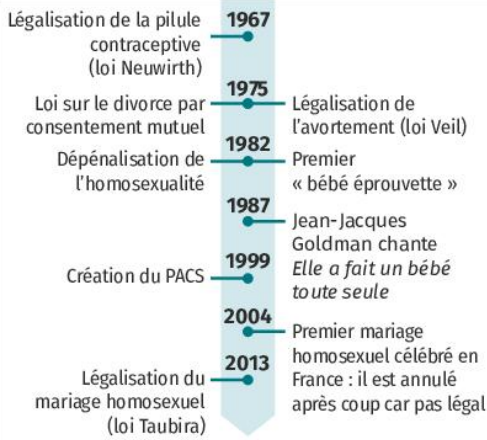 1967
Légalisation de la pilule
contraceptive
(loi Neuwirth)
1975
Loi sur le divorce par
consentement mutuel
Légalisation de
l'avortement (loi Veil)
1982
Dépénalisation de
l'homosexualité
Premier
« bébé éprouvette »
1987
Jean-Jacques
Goldman chante
Elle a fait un bébé
toute seule
1999
Création du PACS
2004
Premier mariage
homosexuel célébré en
France : il est annulé
après coup car pas légal
2013
Légalisation du
mariage homosexuel
(loi Taubira)